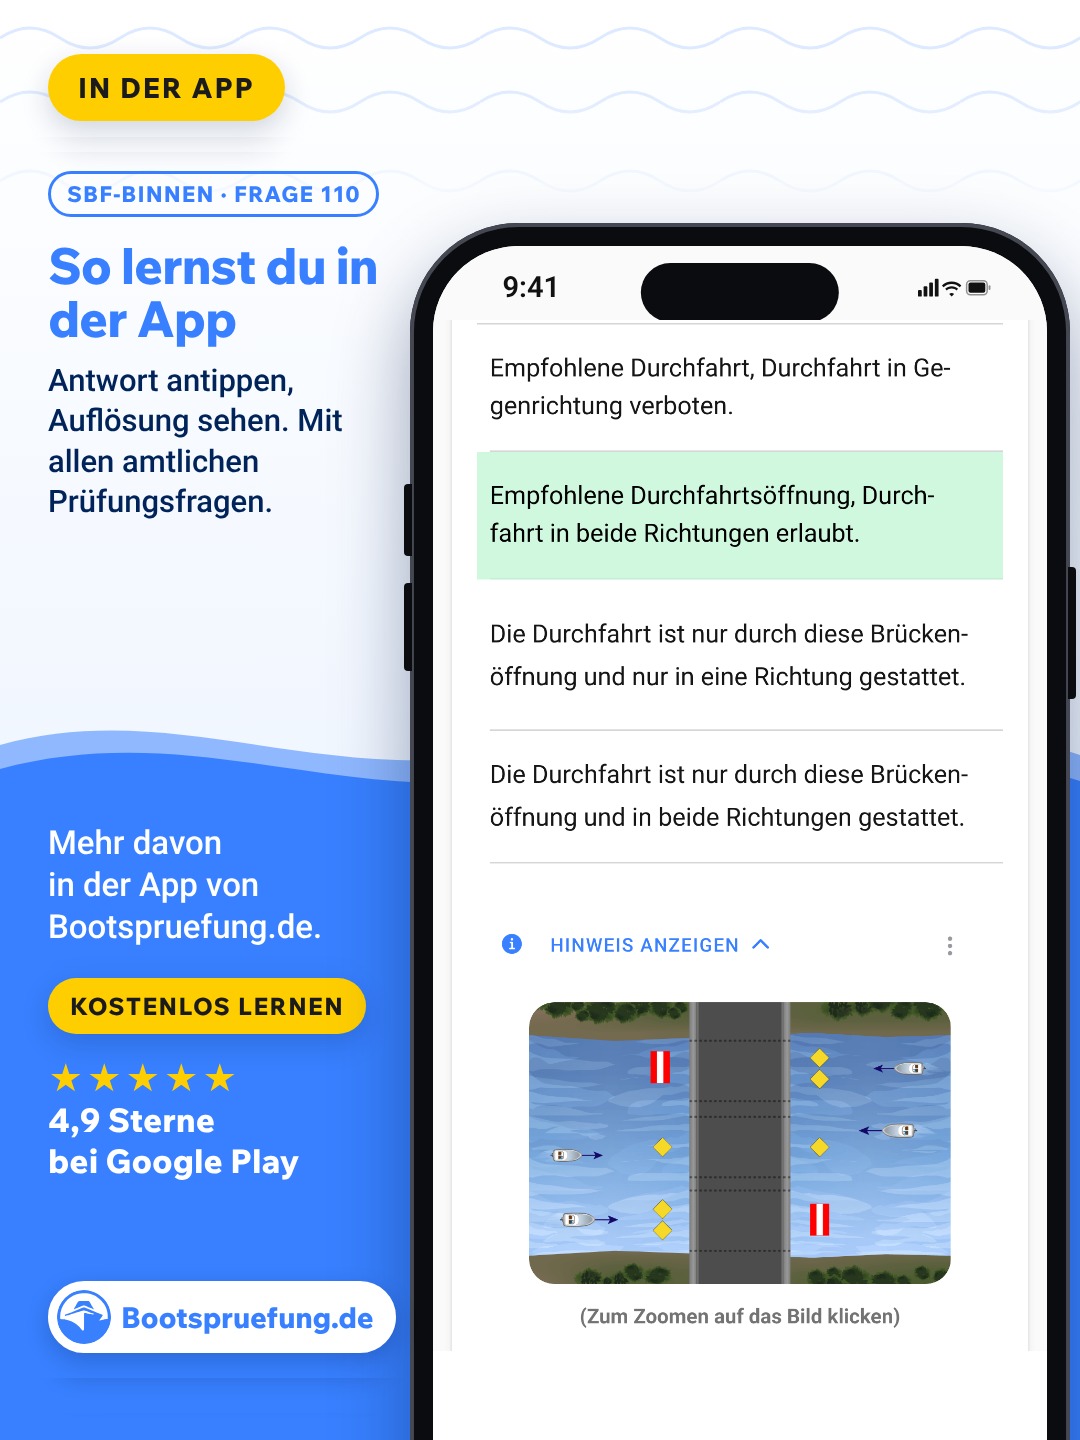 IN DER APP
SBF-BINNEN · FRAGE 110
So lernst du in
der App
Antwort antippen,
Auflösung sehen. Mit
allen amtlichen
Prüfungsfragen.
Mehr davon
in der App von
Bootspruefung.de.
KOSTENLOS LERNEN
★★★★★
4,9 Sterne
bei Google Play
Bootspruefung.de
9:41
Empfohlene Durchfahrt, Durchfahrt in Ge-
genrichtung verboten.
Empfohlene Durchfahrtsöffnung, Durch-
fahrt in beide Richtungen erlaubt.
Die Durchfahrt ist nur durch diese Brücken-
öffnung und nur in eine Richtung gestattet.
Die Durchfahrt ist nur durch diese Brücken-
öffnung und in beide Richtungen gestattet.
HINWEIS ANZEIGEN
(Zum Zoomen auf das Bild klicken)